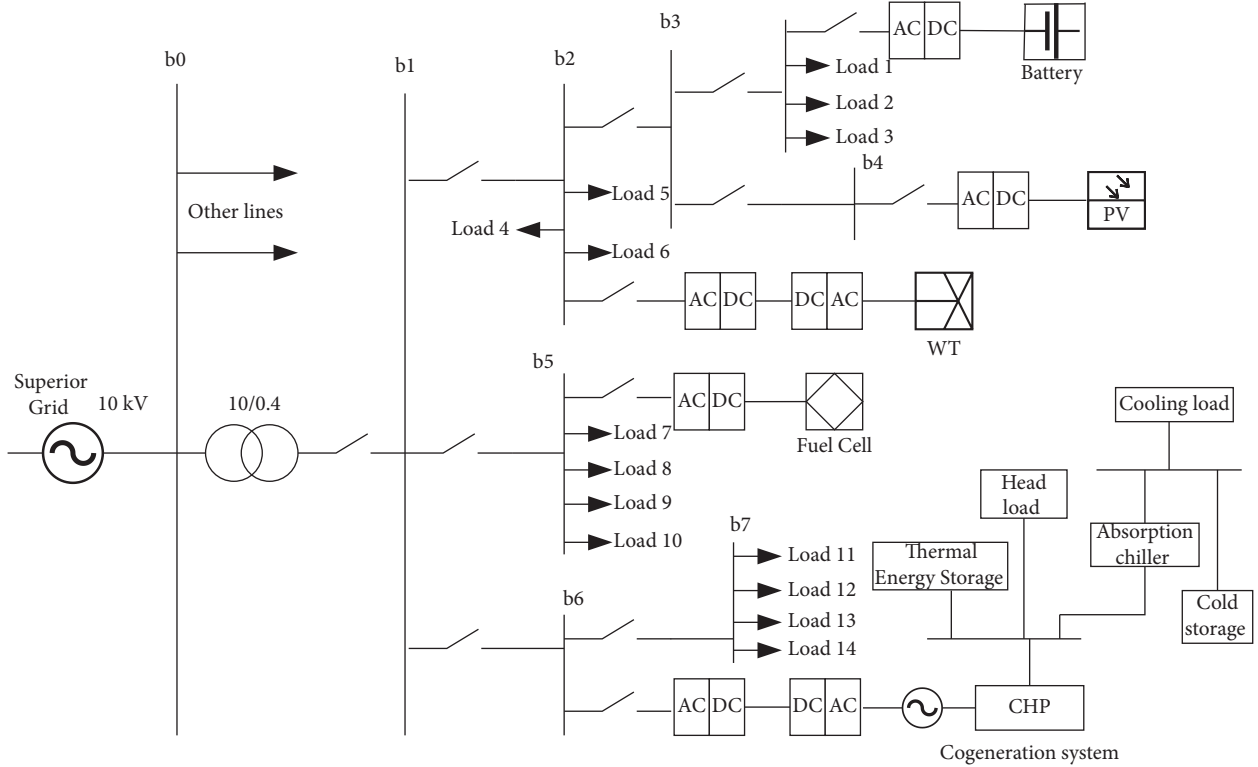 b0
b1
b2
b3
AC DC
Battery
Load 1
Load 2
Load 3
b4
AC DC
PV
Other lines
Load 5
Load 4
Load 6
AC DC
DC AC
WT
b5
Superior
Grid
10 kV
10/0.4
AC DC
Fuel Cell
Load 7
Load 8
Load 9
Load 10
Cooling load
Head
load
Absorption
chiller
Thermal
Energy Storage
Cold
storage
b7
Load 11
Load 12
Load 13
Load 14
b6
AC DC
DC AC
CHP
Cogeneration system